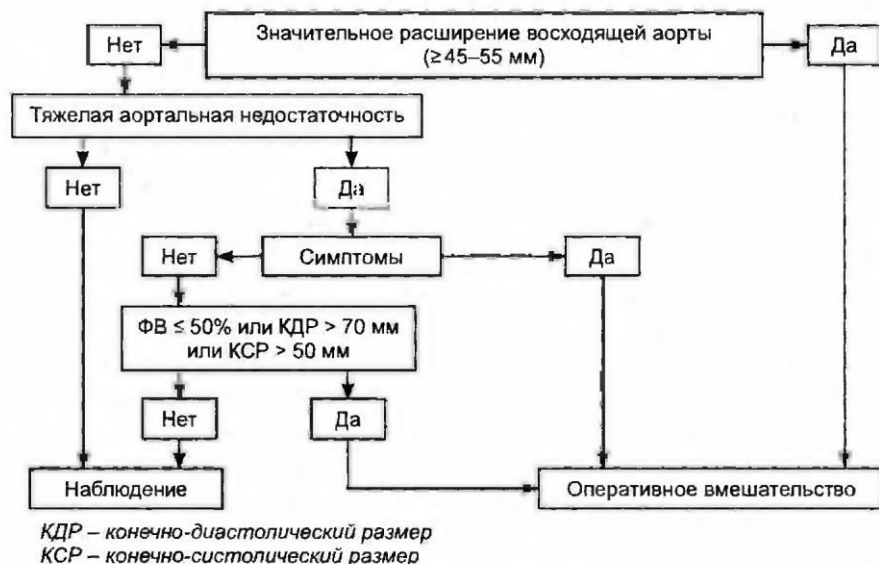 Значительное расширение восходящей аорты
(≥45–55 мм)
Нет
Да
Тяжелая аортальная недостаточность
Нет
Да
Нет
Симптомы
Да
ФВ ≤ 50% или КДР > 70 мм
или КСР > 50 мм
Нет
Да
Наблюдение
Оперативное вмешательство
КДР – конечно-диастолический размер
КСР – конечно-систолический размер